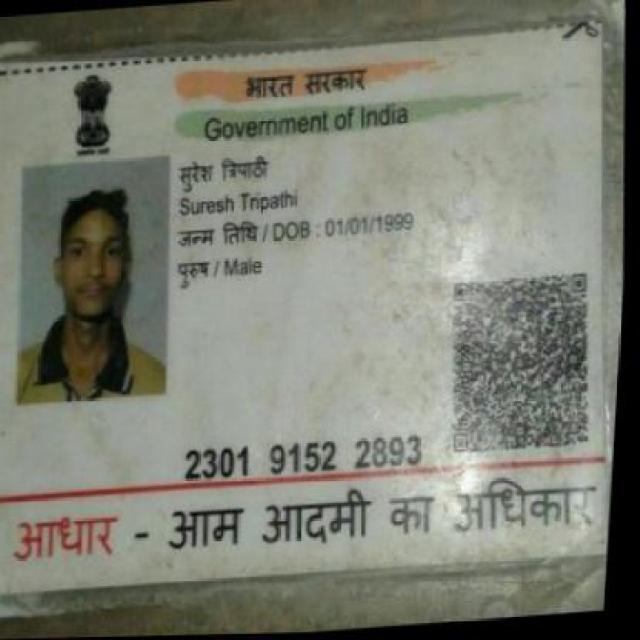 भारत सरकार
Government of India
सुरेश त्रिपाठी
Suresh Tripathi
जन्म तिथि / DOB : 01/01/1999
पुरुष / Male
2301 9152 2893
आधार - आम आदमी का अधिकार